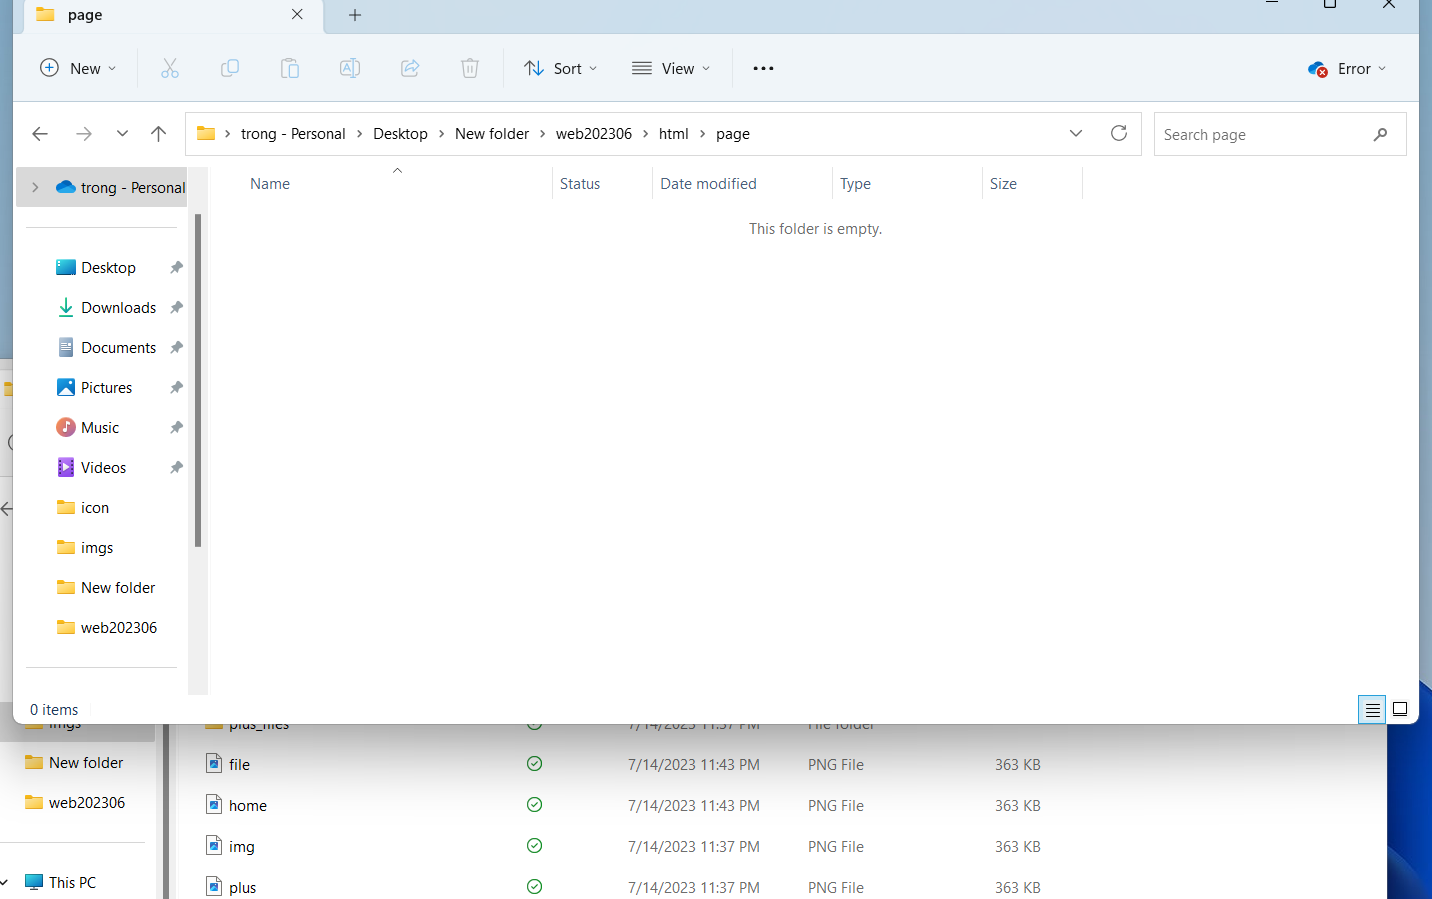 page
New
Sort
View
Error
trong - Personal > Desktop > New folder > web202306 > html > page
Search page
trong - Personal
Name Status Date modified Type Size
This folder is empty.
Desktop
Downloads
Documents
Pictures
Music
Videos
icon
imgs
New folder
web202306
0 items
imgs
New folder
web202306
This PC
plus_files 7/14/2023 11:37 PM File folder
file 7/14/2023 11:43 PM PNG File 363 KB
home 7/14/2023 11:43 PM PNG File 363 KB
img 7/14/2023 11:37 PM PNG File 363 KB
plus 7/14/2023 11:37 PM PNG File 363 KB